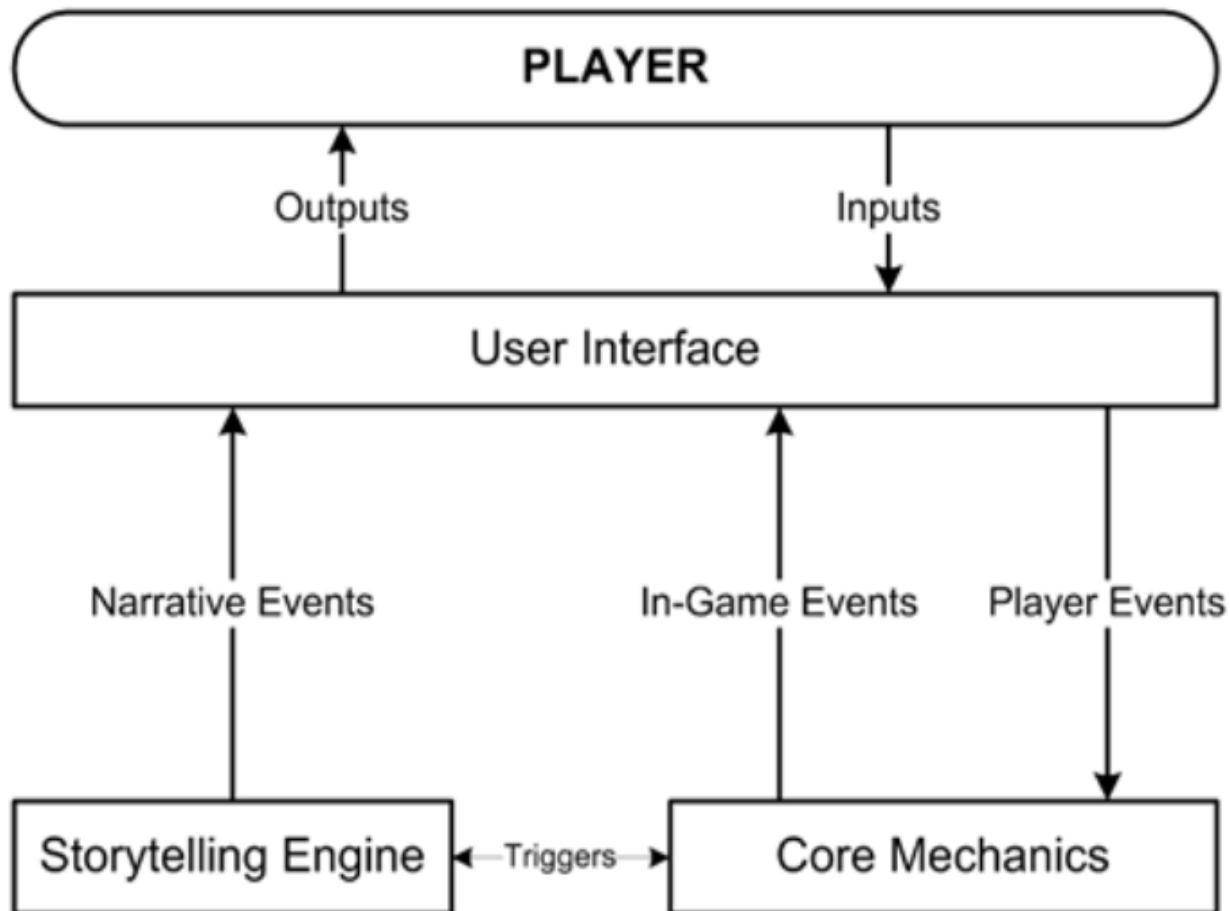 PLAYER
Outputs
Inputs
User Interface
Narrative Events
In-Game Events
Player Events
Storytelling Engine
Triggers
Core Mechanics